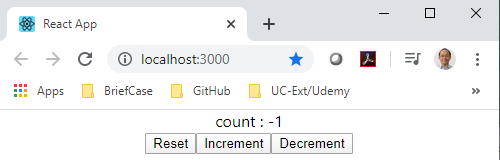 React App
localhost:3000
Apps BriefCase GitHub UC-Ext/Udemy
count : -1
Reset Increment Decrement